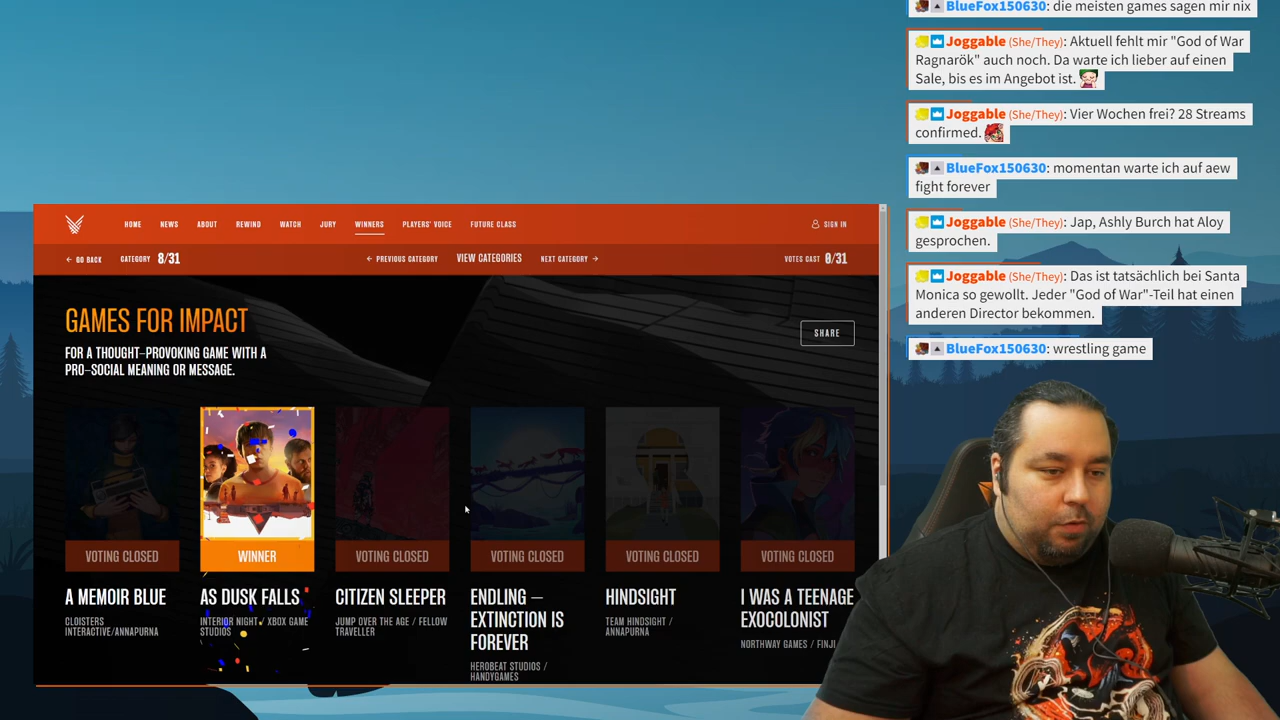 HOME NEWS ABOUT REWIND WATCH JURY WINNERS PLAYERS' VOICE FUTURE CLASS SIGN IN
GO BACK CATEGORY 8/31 PREVIOUS CATEGORY VIEW CATEGORIES NEXT CATEGORY VOTES CAST 0/31
GAMES FOR IMPACT
FOR A THOUGHT-PROVOKING GAME WITH A
PRO-SOCIAL MEANING OR MESSAGE.
SHARE
VOTING CLOSED
A MEMOIR BLUE
CLOISTERS
INTERACTIVE/ANNAPURNA
WINNER
AS DUSK FALLS
INTERIOR NIGHT / XBOX GAME
STUDIOS
VOTING CLOSED
CITIZEN SLEEPER
JUMP OVER THE AGE / FELLOW
TRAVELLER
VOTING CLOSED
ENDLING –
EXTINCTION IS
FOREVER
HEROBEAT STUDIOS /
HANDYGAMES
VOTING CLOSED
HINDSIGHT
TEAM HINDSIGHT /
ANNAPURNA
VOTING CLOSED
I WAS A TEENAGE
EXOCOLONIST
NORTHWAY GAMES / FINJI
BlueFox150630: die meisten games sagen mir nix
Joggable (She/They): Aktuell fehlt mir "God of War
Ragnarök" auch noch. Da warte ich lieber auf einen
Sale, bis es im Angebot ist.
Joggable (She/They): Vier Wochen frei? 28 Streams
confirmed.
BlueFox150630: momentan warte ich auf aew
fight forever
Joggable (She/They): Jap, Ashly Burch hat Aloy
gesprochen.
Joggable (She/They): Das ist tatsächlich bei Santa
Monica so gewollt. Jeder "God of War"-Teil hat einen
anderen Director bekommen.
BlueFox150630: wrestling game